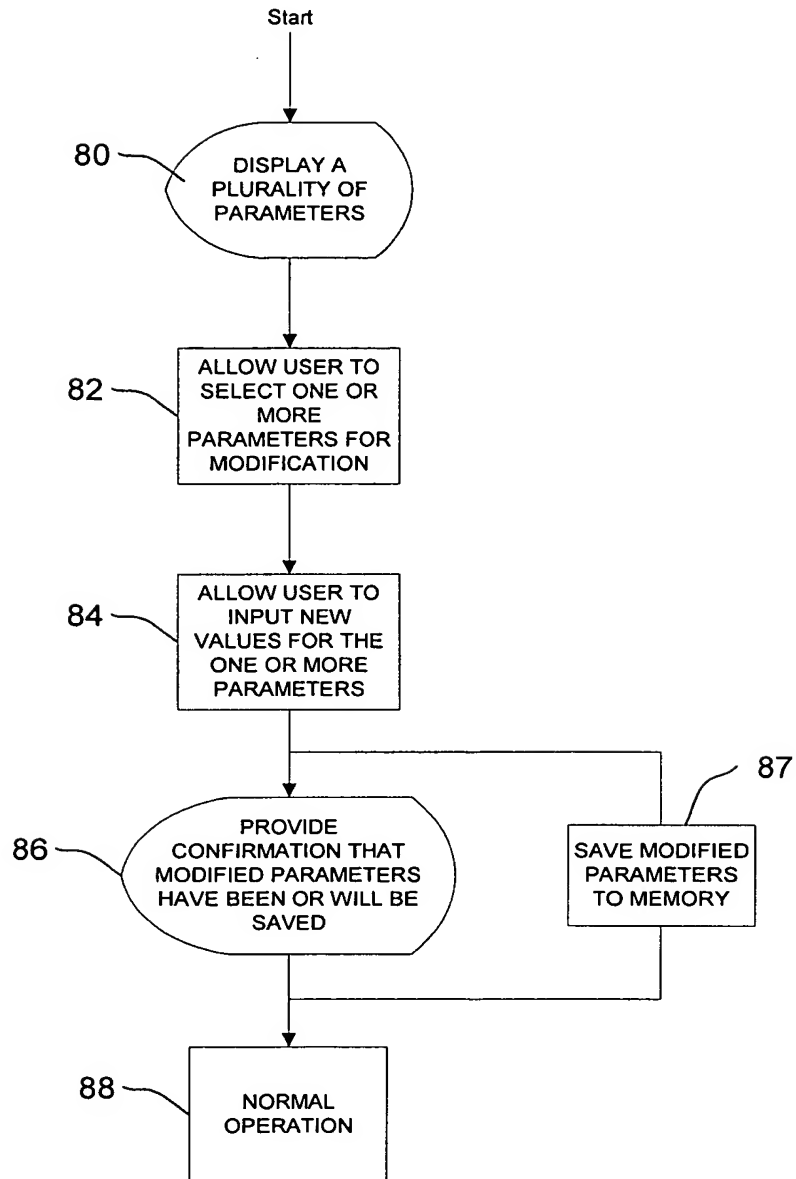 Start
80
DISPLAY A
PLURALITY OF
PARAMETERS
82
ALLOW USER TO
SELECT ONE OR
MORE
PARAMETERS FOR
MODIFICATION
84
ALLOW USER TO
INPUT NEW
VALUES FOR THE
ONE OR MORE
PARAMETERS
86
PROVIDE
CONFIRMATION THAT
MODIFIED PARAMETERS
HAVE BEEN OR WILL BE
SAVED
87
SAVE MODIFIED
PARAMETERS
TO MEMORY
88
NORMAL
OPERATION